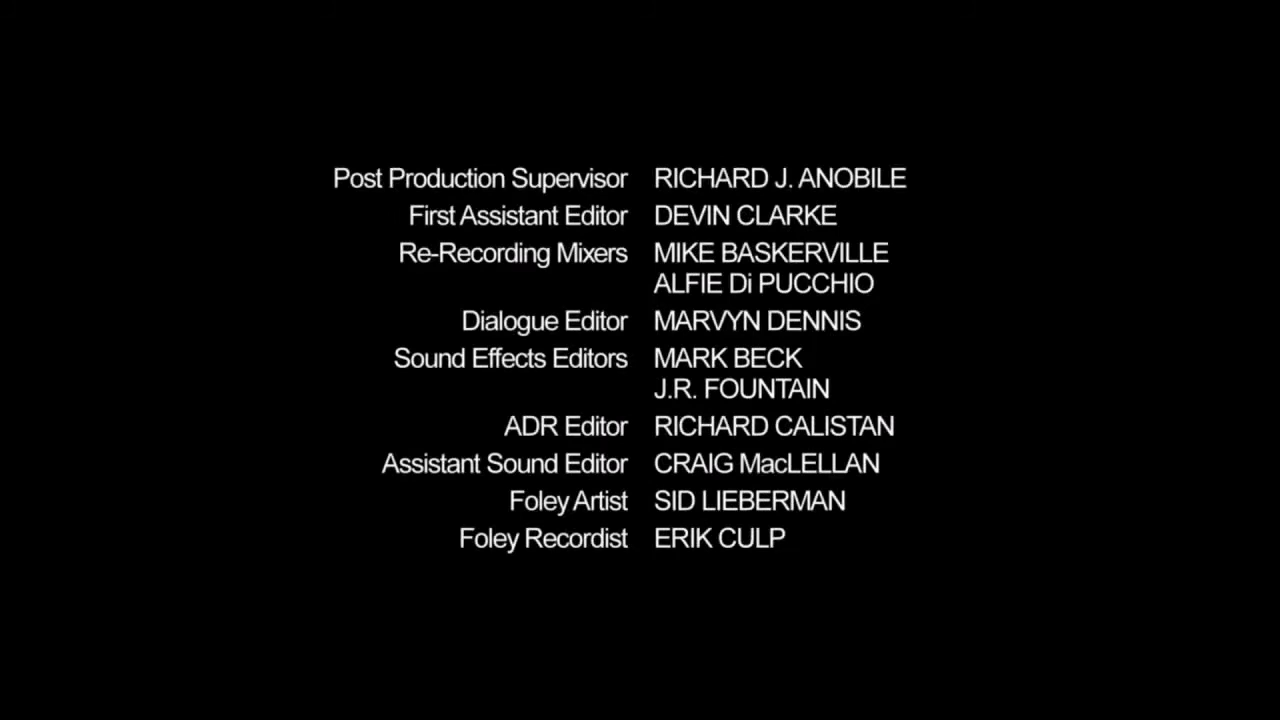 Post Production Supervisor RICHARD J. ANOBILE
First Assistant Editor DEVIN CLARKE
Re-Recording Mixers MIKE BASKERVILLE
ALFIE Di PUCCHIO
Dialogue Editor MARVYN DENNIS
Sound Effects Editors MARK BECK
J.R. FOUNTAIN
ADR Editor RICHARD CALISTAN
Assistant Sound Editor CRAIG MacLELLAN
Foley Artist SID LIEBERMAN
Foley Recordist ERIK CULP